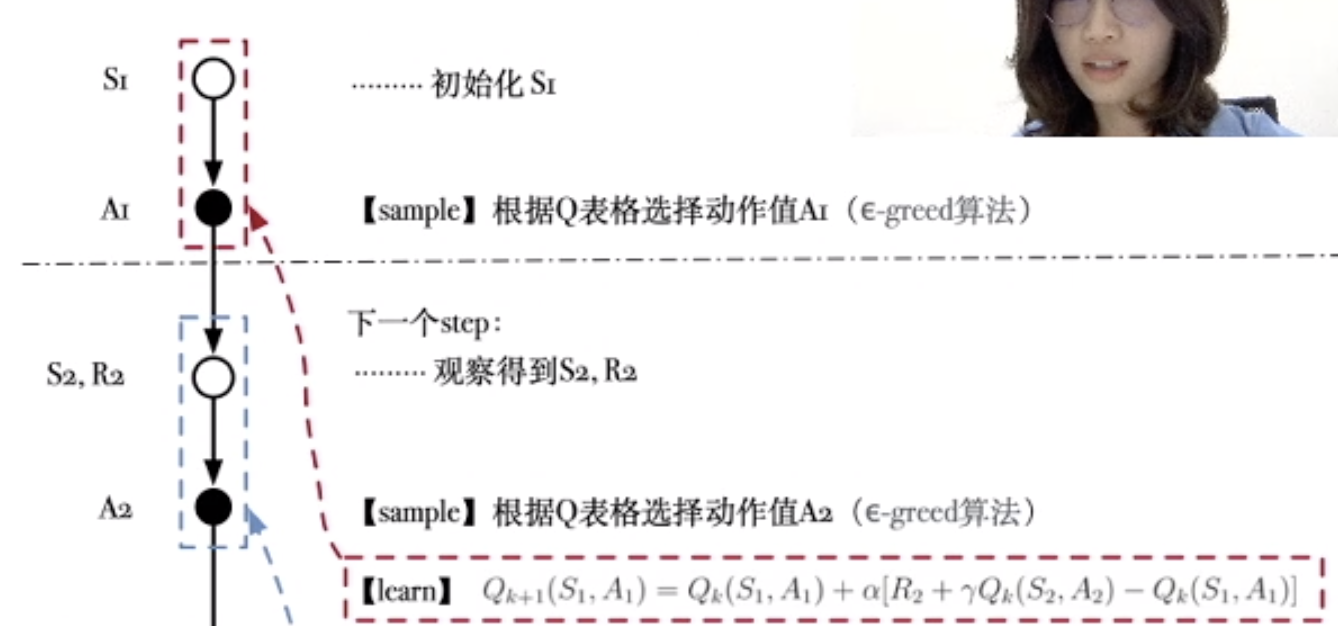 S1
……… 初始化 S1
A1
【sample】根据Q表格选择动作值A1（ϵ-greed算法）
下一个step：
S2, R2
……… 观察得到S2, R2
A2
【sample】根据Q表格选择动作值A2（ϵ-greed算法）
【learn】 Q_{k+1}(S_1, A_1) = Q_k(S_1, A_1) + α[R_2 + γQ_k(S_2, A_2) − Q_k(S_1, A_1)]